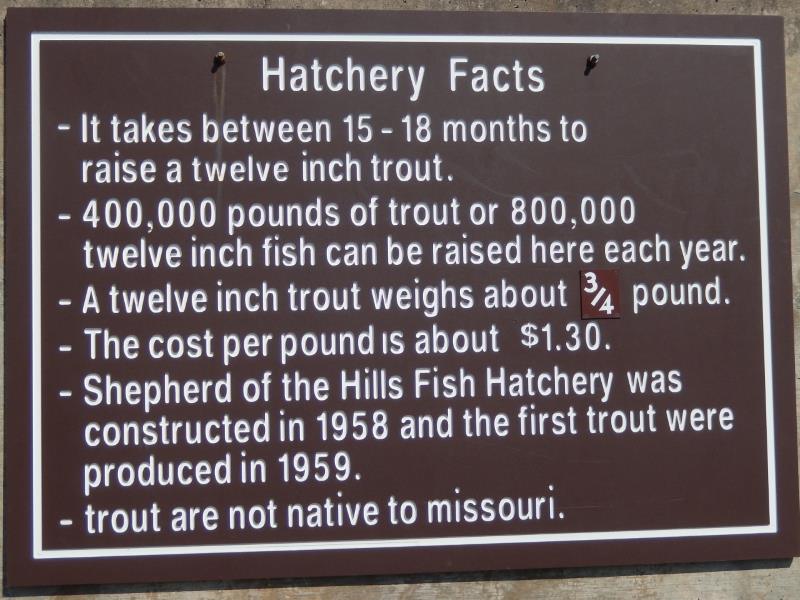 Hatchery Facts
- It takes between 15 - 18 months to
raise a twelve inch trout.
- 400,000 pounds of trout or 800,000
twelve inch fish can be raised here each year.
- A twelve inch trout weighs about 3/4 pound.
- The cost per pound is about $1.30.
- Shepherd of the Hills Fish Hatchery was
constructed in 1958 and the first trout were
produced in 1959.
- trout are not native to missouri.